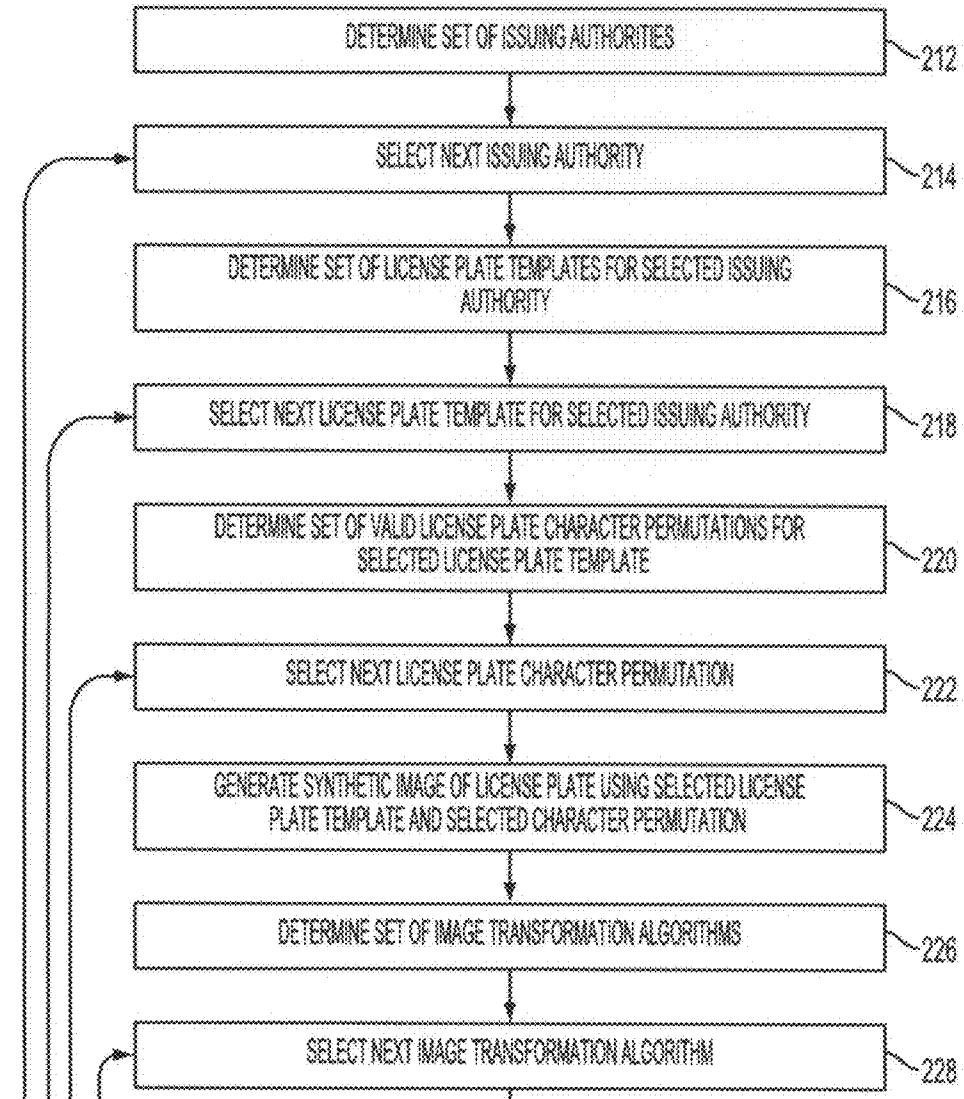 DETERMINE SET OF ISSUING AUTHORITIES
212
SELECT NEXT ISSUING AUTHORITY
214
DETERMINE SET OF LICENSE PLATE TEMPLATES FOR SELECTED ISSUING
AUTHORITY
216
SELECT NEXT LICENSE PLATE TEMPLATE FOR SELECTED ISSUING AUTHORITY
218
DETERMINE SET OF VALID LICENSE PLATE CHARACTER PERMUTATIONS FOR
SELECTED LICENSE PLATE TEMPLATE
220
SELECT NEXT LICENSE PLATE CHARACTER PERMUTATION
222
GENERATE SYNTHETIC IMAGE OF LICENSE PLATE USING SELECTED LICENSE
PLATE TEMPLATE AND SELECTED CHARACTER PERMUTATION
224
DETERMINE SET OF IMAGE TRANSFORMATION ALGORITHMS
226
SELECT NEXT IMAGE TRANSFORMATION ALGORITHM
228